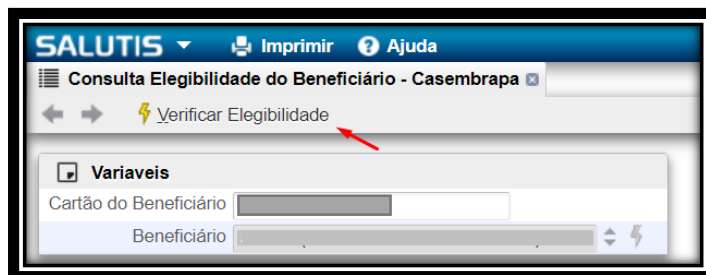 SALUTIS Imprimir Ajuda
Consulta Elegibilidade do Beneficiário - Casembrapa
Verificar Elegibilidade
Variaveis
Cartão do Beneficiário
Beneficiário